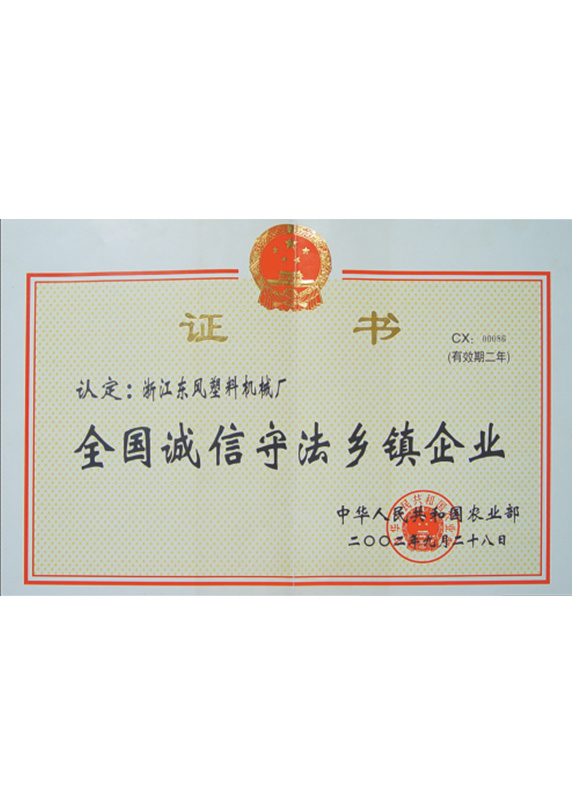 证 书
CX: 00086
(有效期二年)
认定：浙江东风塑料机械厂
全国诚信守法乡镇企业
中华人民共和国农业部
二〇〇二年九月二十八日